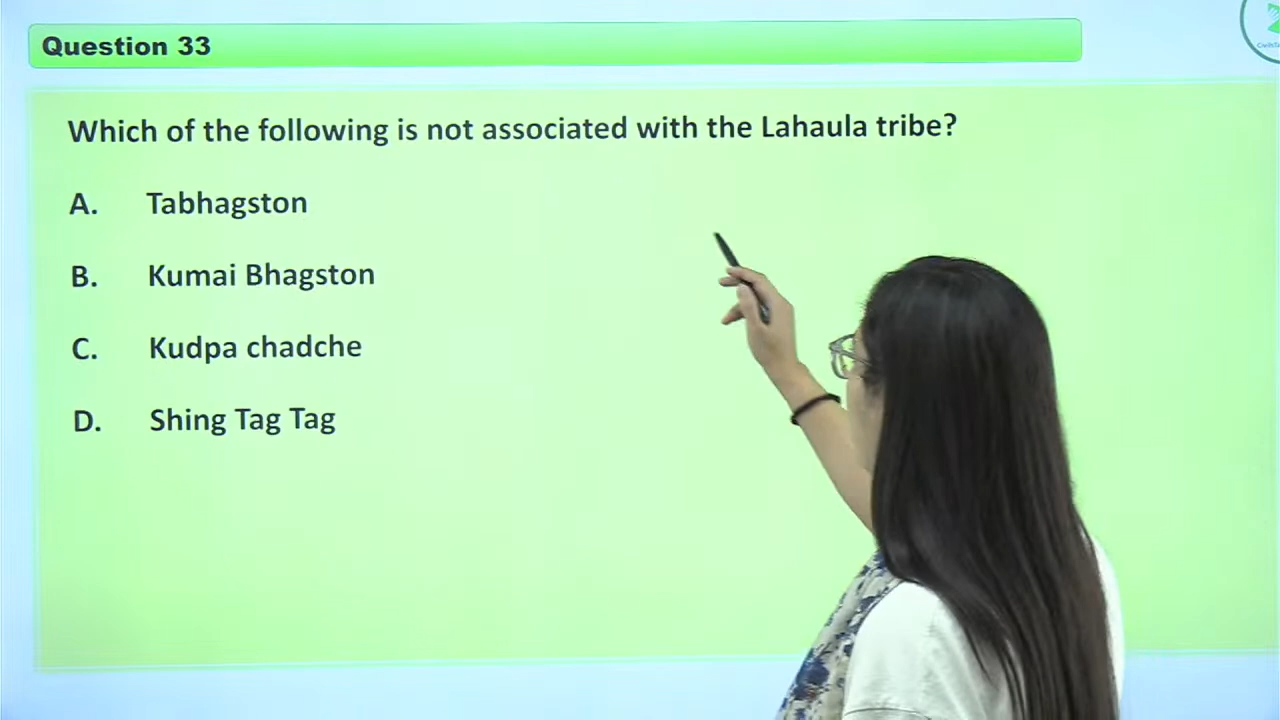 Question 33
Which of the following is not associated with the Lahaula tribe?
A. Tabhagston
B. Kumai Bhagston
C. Kudpa chadche
D. Shing Tag Tag